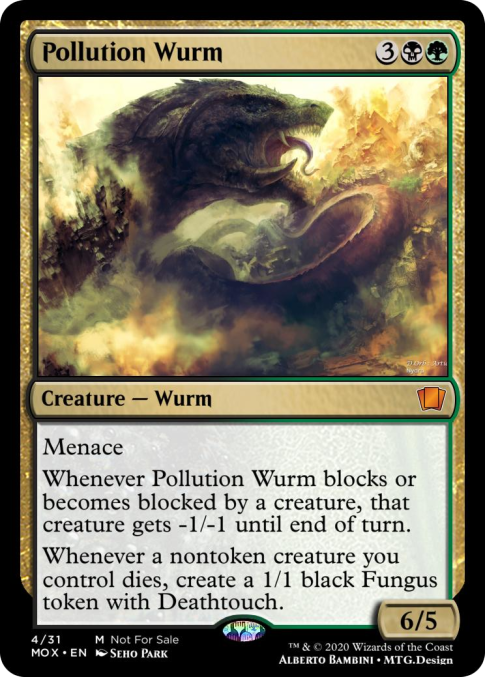 Pollution Wurm 3
Creature — Wurm
Menace
Whenever Pollution Wurm blocks or
becomes blocked by a creature, that
creature gets -1/-1 until end of turn.
Whenever a nontoken creature you
control dies, create a 1/1 black Fungus
token with Deathtouch.
6/5
4/31 M Not For Sale
MOX • EN Seho Park
™ & © 2020 Wizards of the Coast
Alberto Bambini • MTG.Design